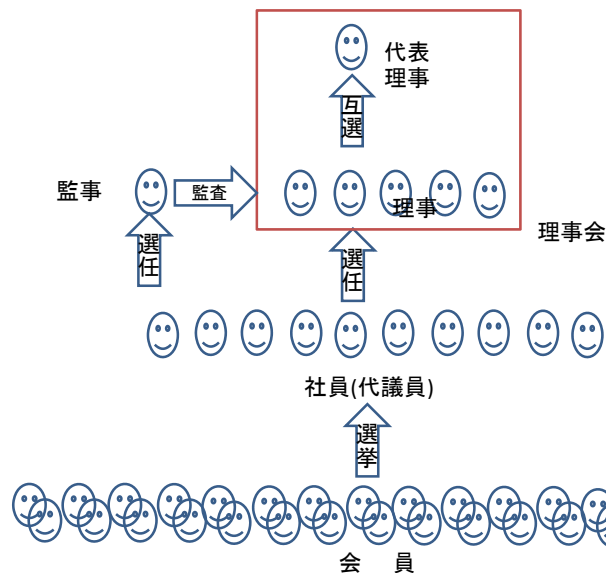 代表
理事
互選
監事
監査
理事
理事会
選任
選任
社員(代議員)
選挙
会 員